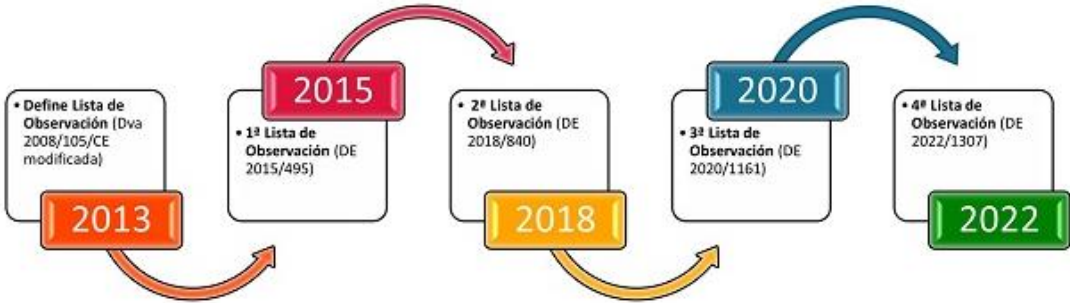 • Define Lista de
Observación (Dva
2008/105/CE
modificada)
2013
2015
• 1ª Lista de
Observación (DE
2015/495)
• 2ª Lista de
Observación (DE
2018/840)
2018
2020
• 3ª Lista de
Observación (DE
2020/1161)
• 4ª Lista de
Observación (DE
2022/1307)
2022